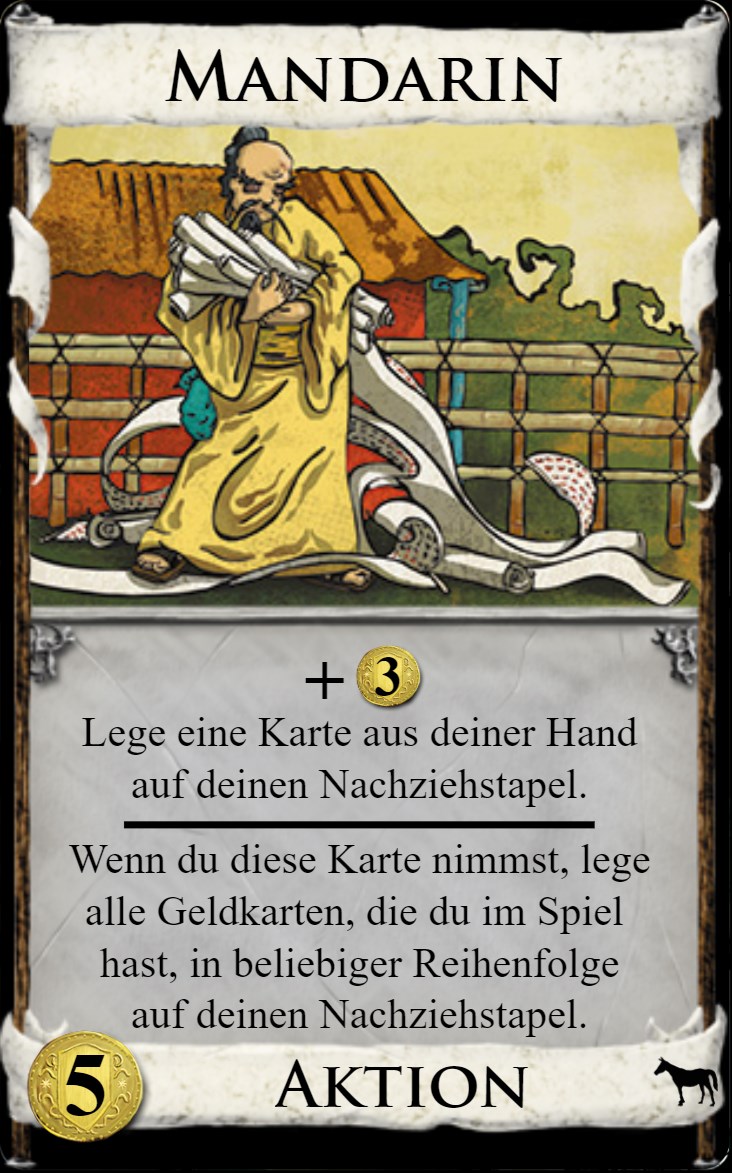 MANDARIN
+ 3
Lege eine Karte aus deiner Hand
auf deinen Nachziehstapel.
Wenn du diese Karte nimmst, lege
alle Geldkarten, die du im Spiel
hast, in beliebiger Reihenfolge
auf deinen Nachziehstapel.
5 AKTION